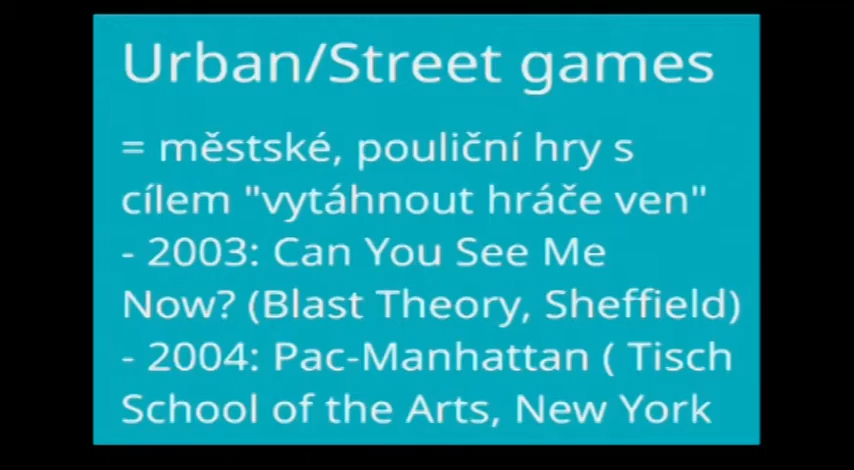 Urban/Street games
= městské, pouliční hry s
cílem "vytáhnout hráče ven"
- 2003: Can You See Me
Now? (Blast Theory, Sheffield)
- 2004: Pac-Manhattan ( Tisch
School of the Arts, New York